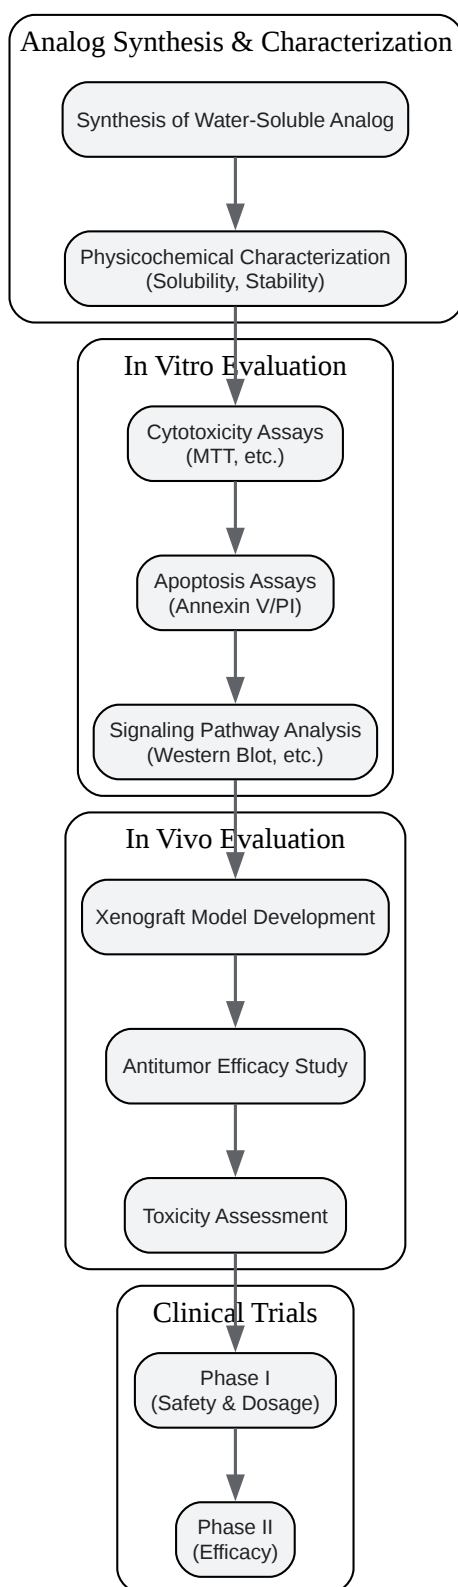 Analog Synthesis & Characterization
Synthesis of Water-Soluble Analog
Physicochemical Characterization
(Solubility, Stability)
In Vitro Evaluation
Cytotoxicity Assays
(MTT, etc.)
Apoptosis Assays
(Annexin V/PI)
Signaling Pathway Analysis
(Western Blot, etc.)
In Vivo Evaluation
Xenograft Model Development
Antitumor Efficacy Study
Toxicity Assessment
Clinical Trials
Phase I
(Safety & Dosage)
Phase II
(Efficacy)